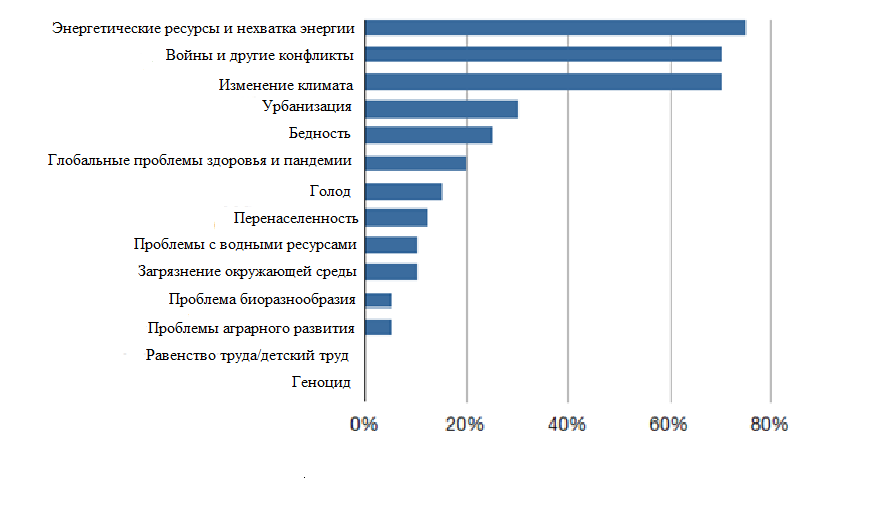 Энергетические ресурсы и нехватка энергии
Войны и другие конфликты
Изменение климата
Урбанизация
Бедность
Глобальные проблемы здоровья и пандемии
Голод
Перенаселенность
Проблемы с водными ресурсами
Загрязнение окружающей среды
Проблема биоразнообразия
Проблемы аграрного развития
Равенство труда/детский труд
Геноцид
0% 20% 40% 60% 80%